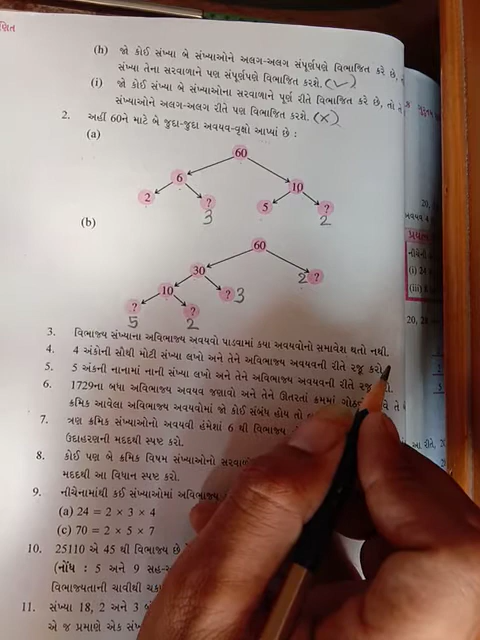 ણિત
(h) જો કોઈ સંખ્યા બે સંખ્યાઓને અલગ-અલગ સંપૂર્ણપણે વિભાજિત કરે છે,
સંખ્યા તેના સરવાળાને પણ સંપૂર્ણપણે વિભાજિત કરશે. (✓)
(i) જો કોઈ સંખ્યા બે સંખ્યાઓના સરવાળાને પૂર્ણ રીતે વિભાજિત કરે છે, તો તે
સંખ્યાઓને અલગ-અલગ રીતે પણ વિભાજિત કરશે. (X)
2. અહીં 60ને માટે બે જુદા-જુદા અવયવ-વૃક્ષો આપ્યાં છે :
(a)
60
6 10
2 ? 5 ?
3 2
(b)
60
30 ? 2
10 ? 3
? ?
5 2
3. વિભાજ્ય સંખ્યાના અવિભાજ્ય અવયવો પાડવામાં કયા અવયવોનો સમાવેશ થતો નથી.
4. 4 અંકોની સૌથી મોટી સંખ્યા લખો અને તેને અવિભાજ્ય અવયવની રીતે રજૂ કરો.
5. 5 અંકની નાનામાં નાની સંખ્યા લખો અને તેને અવિભાજ્ય અવયવની રીતે રજૂ
6. 1729ના બધા અવિભાજ્ય અવયવ જણાવો અને તેને ઊતરતાં ક્રમમાં
ક્રમિક આવેલા અવિભાજ્ય અવયવોમાં જો કોઈ સંબંધ હોય તો
7. ત્રણ ક્રમિક સંખ્યાઓનો અવયવી હંમેશાં 6 થી
ઉદાહરણની મદદથી સ્પષ્ટ કરો.
8. કોઈ પણ બે ક્રમિક વિષમ સંખ્યાઓનો
મદદથી આ વિધાન સ્પષ્ટ કરો.
9. નીચેનામાંથી કઈ સંખ્યાઓમાં અવિભાજ્ય
(a) 24 = 2 × 3 × 4
(c) 70 = 2 × 5 × 7
10. 25110 એ 45 થી વિભાજ્ય છે
(નોંધ : 5 અને 9
વિભાજ્યતાની ચાવીથી
11. સંખ્યા 18, 2 અને 3
એ જ પ્રમાણે એક
20,
(i) 24
(iii)
20,